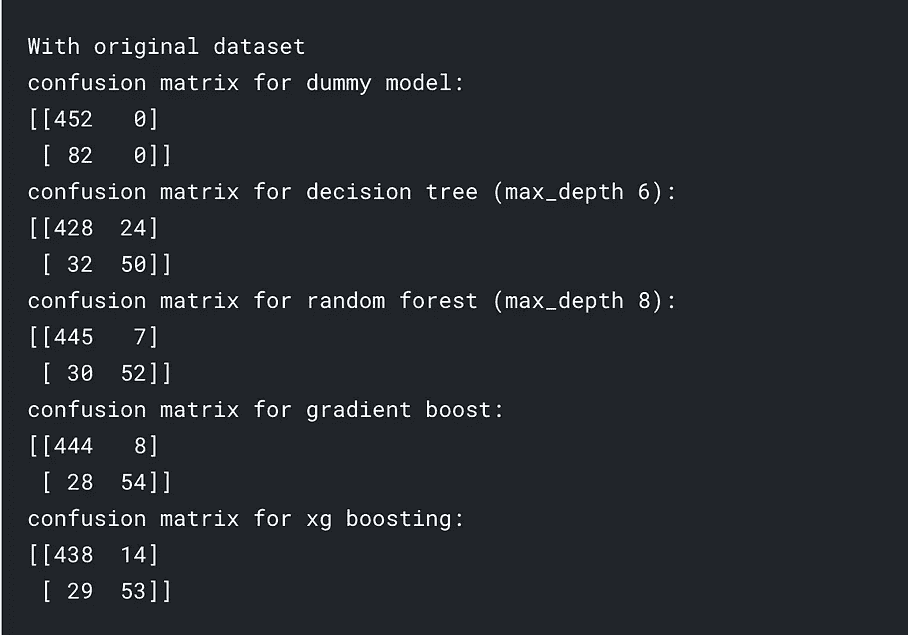 With original dataset
confusion matrix for dummy model:
[[452   0]
 [ 82   0]]
confusion matrix for decision tree (max_depth 6):
[[428  24]
 [ 32  50]]
confusion matrix for random forest (max_depth 8):
[[445   7]
 [ 30  52]]
confusion matrix for gradient boost:
[[444   8]
 [ 28  54]]
confusion matrix for xg boosting:
[[438  14]
 [ 29  53]]